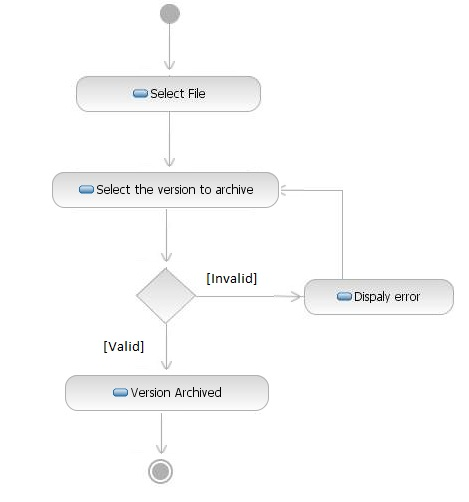 Select File
Select the version to archive
[Invalid]
Dispaly error
[Valid]
Version Archived